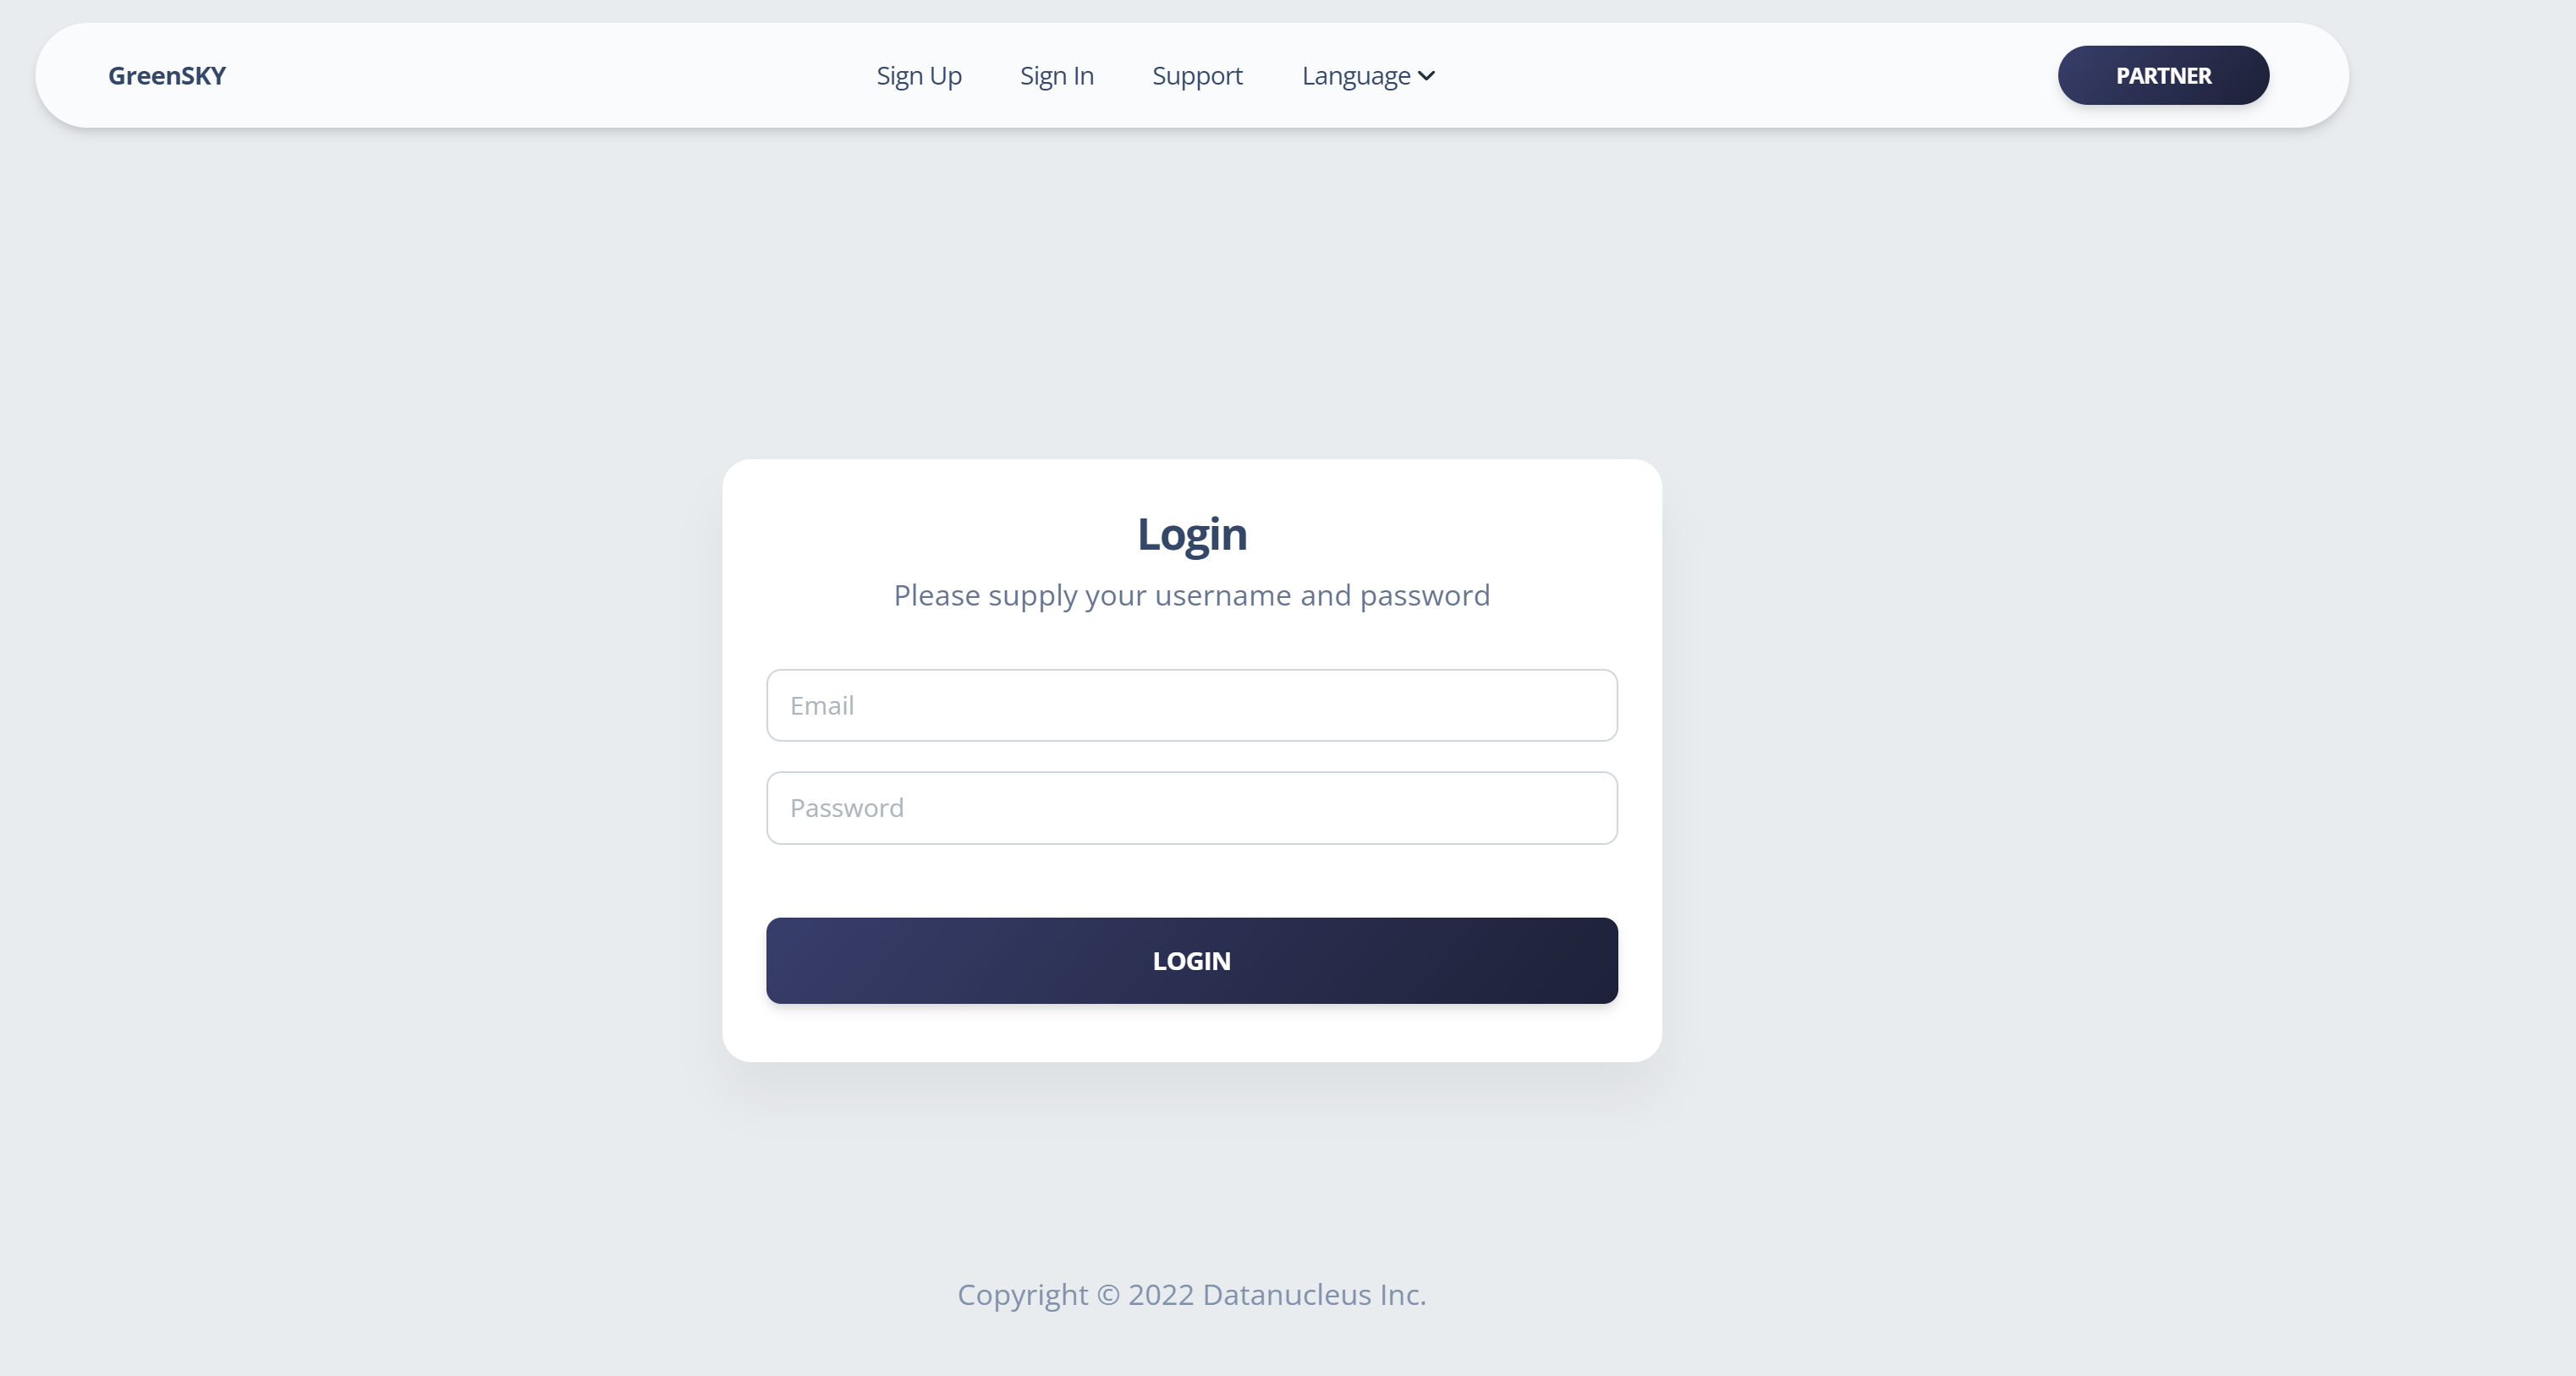 GreenSKY
Sign Up
Sign In
Support
Language
PARTNER
Login
Please supply your username and password
Email
Password
LOGIN
Copyright © 2022 Datanucleus Inc.